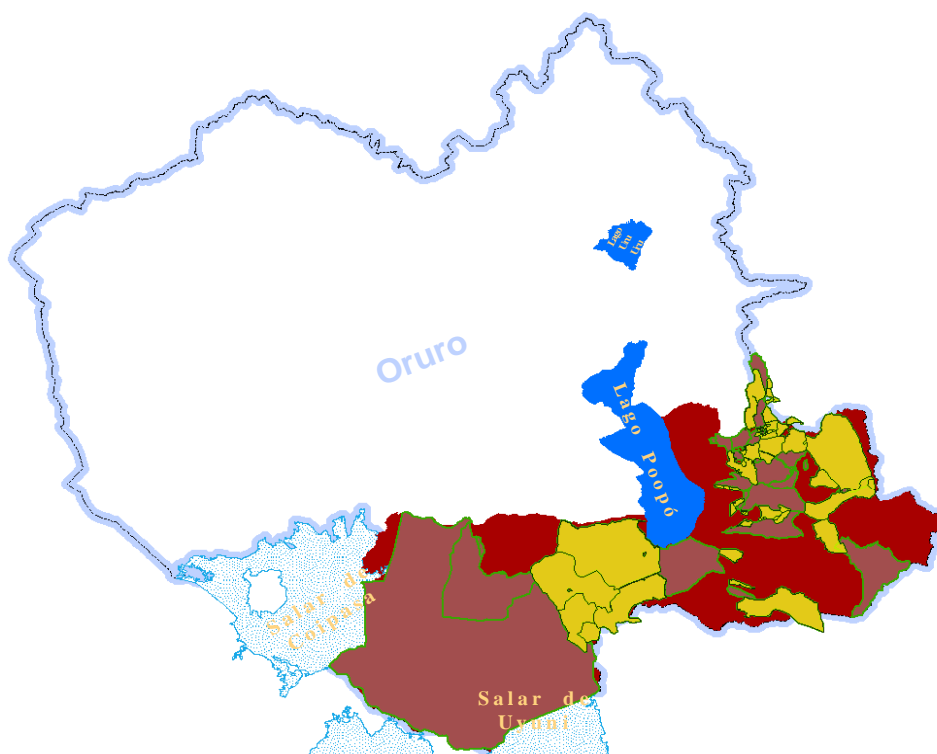 Lago
Uru
Uru
Oruro
Lago Poopó
Salar de
Coipasa
Salar de
Uyuni